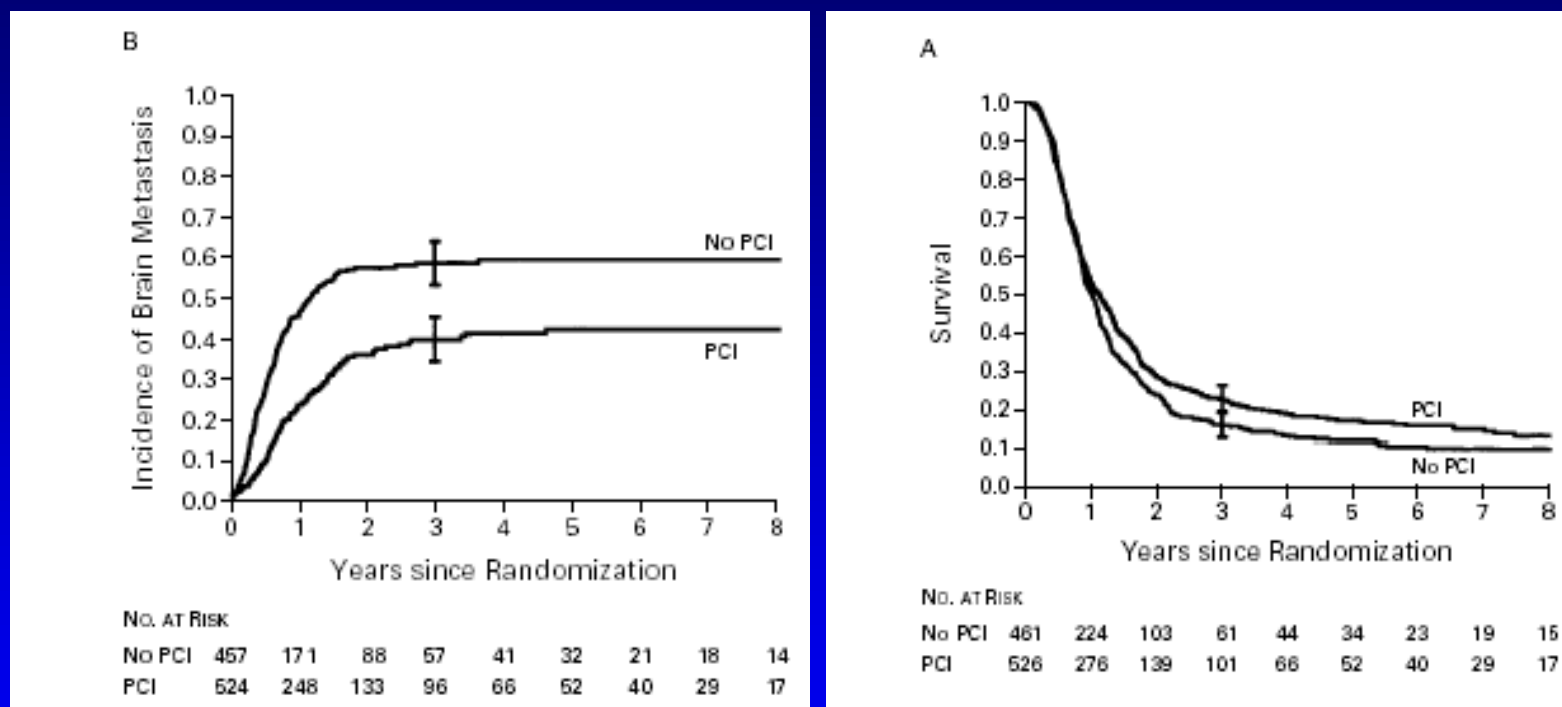 B
Incidence of Brain Metastasis
1.0
0.9
0.8
0.7
0.6
0.5
0.4
0.3
0.2
0.1
0.0
No PCI
PCI
0 1 2 3 4 5 6 7 8
Years since Randomization
No. at Risk
No PCI 457 171 88 57 41 32 21 18 14
PCI 524 248 133 96 66 52 40 29 17
A
Survival
1.0
0.9
0.8
0.7
0.6
0.5
0.4
0.3
0.2
0.1
0.0
PCI
No PCI
0 1 2 3 4 5 6 7 8
Years since Randomization
No. at Risk
No PCI 461 224 103 61 44 34 23 19 15
PCI 526 276 139 101 66 52 40 29 17